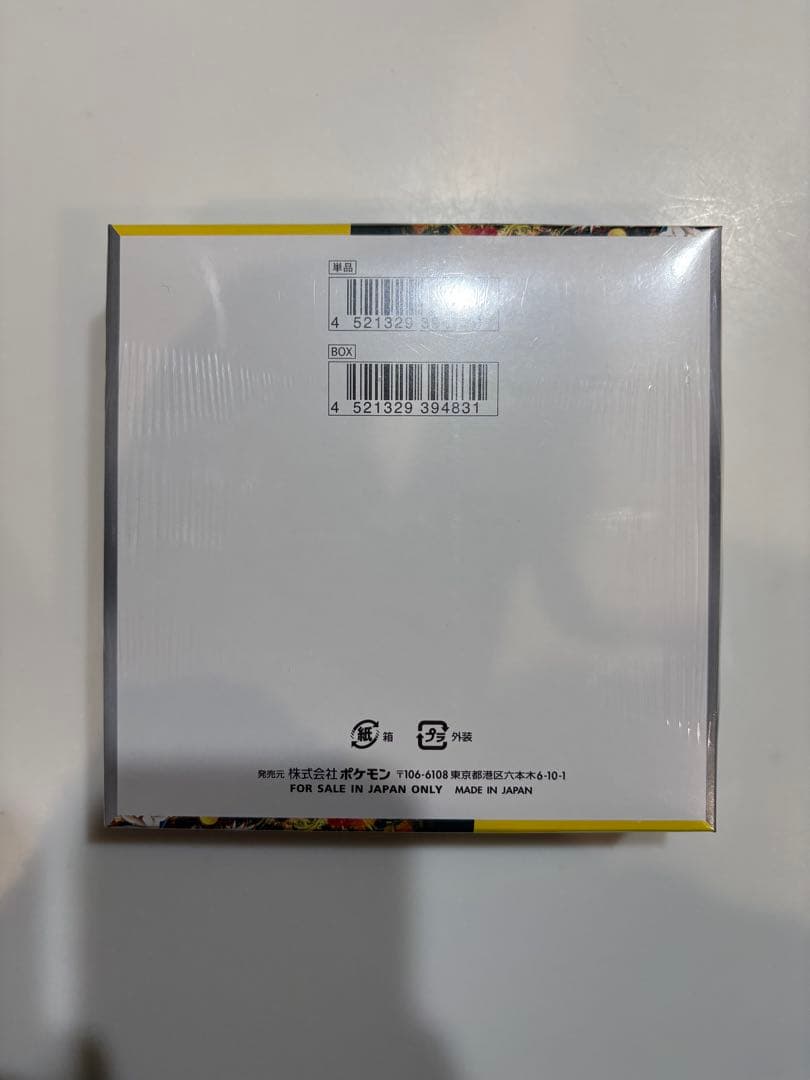 単品
4 521329
BOX
4 521329 394831
紙 箱 プラ 外装
発売元 株式会社ポケモン 〒106-6108 東京都港区六本木6-10-1
FOR SALE IN JAPAN ONLY MADE IN JAPAN